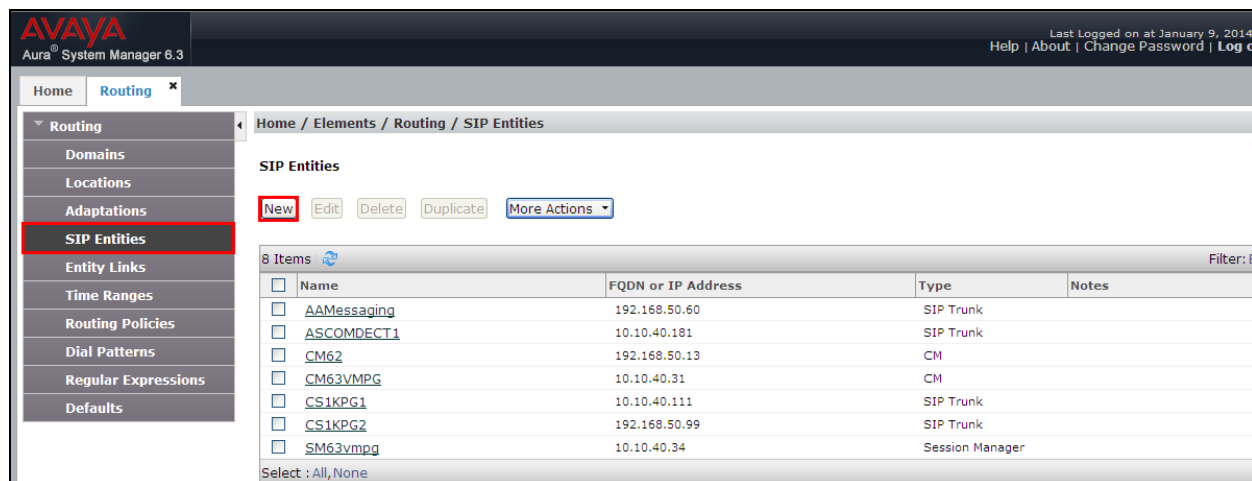 AVAYA
Aura® System Manager 6.3
Last Logged on at January 9, 2014
Help | About | Change Password | Log
Home
Routing ×
Routing
Domains
Locations
Adaptations
SIP Entities
Entity Links
Time Ranges
Routing Policies
Dial Patterns
Regular Expressions
Defaults
Home / Elements / Routing / SIP Entities
SIP Entities
New Edit Delete Duplicate More Actions
8 Items Filter:
Name FQDN or IP Address Type Notes
AAMessaging 192.168.50.60 SIP Trunk
ASCOMDECT1 10.10.40.181 SIP Trunk
CM62 192.168.50.13 CM
CM63VMPG 10.10.40.31 CM
CS1KPG1 10.10.40.111 SIP Trunk
CS1KPG2 192.168.50.99 SIP Trunk
SM63vmpg 10.10.40.34 Session Manager
Select : All, None